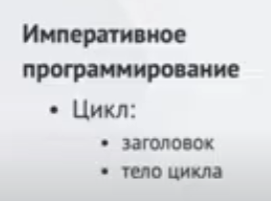 Императивное
программирование
• Цикл:
• заголовок
• тело цикла